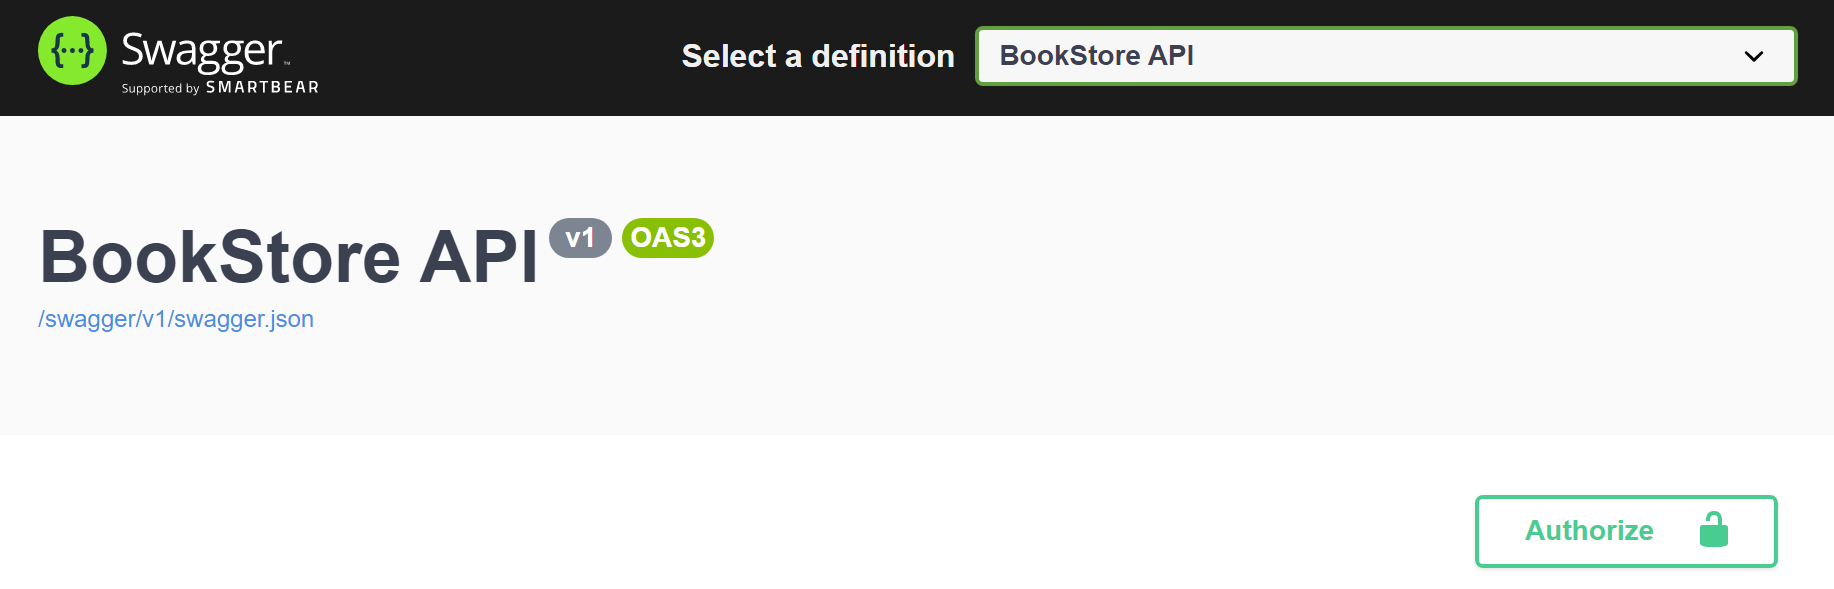 {...} Swagger™
Supported by SMARTBEAR
Select a definition
BookStore API
BookStore API v1 OAS3
/swagger/v1/swagger.json
Authorize